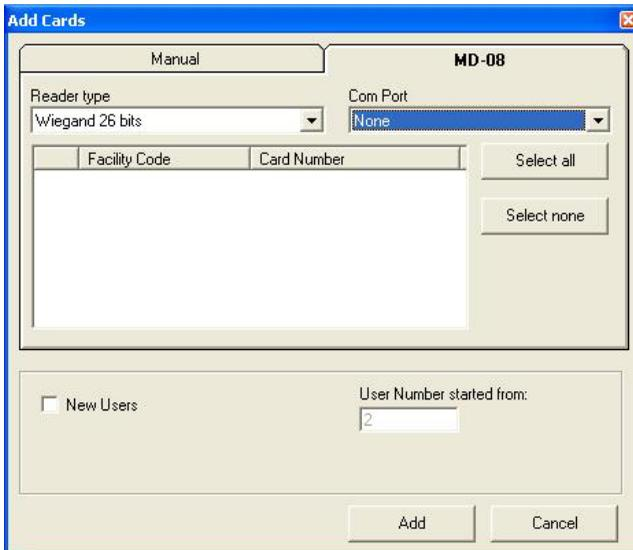 Add Cards
Manual MD-08
Reader type Com Port
Wiegand 26 bits None
Facility Code Card Number Select all
Select none
New Users User Number started from:
2
Add Cancel